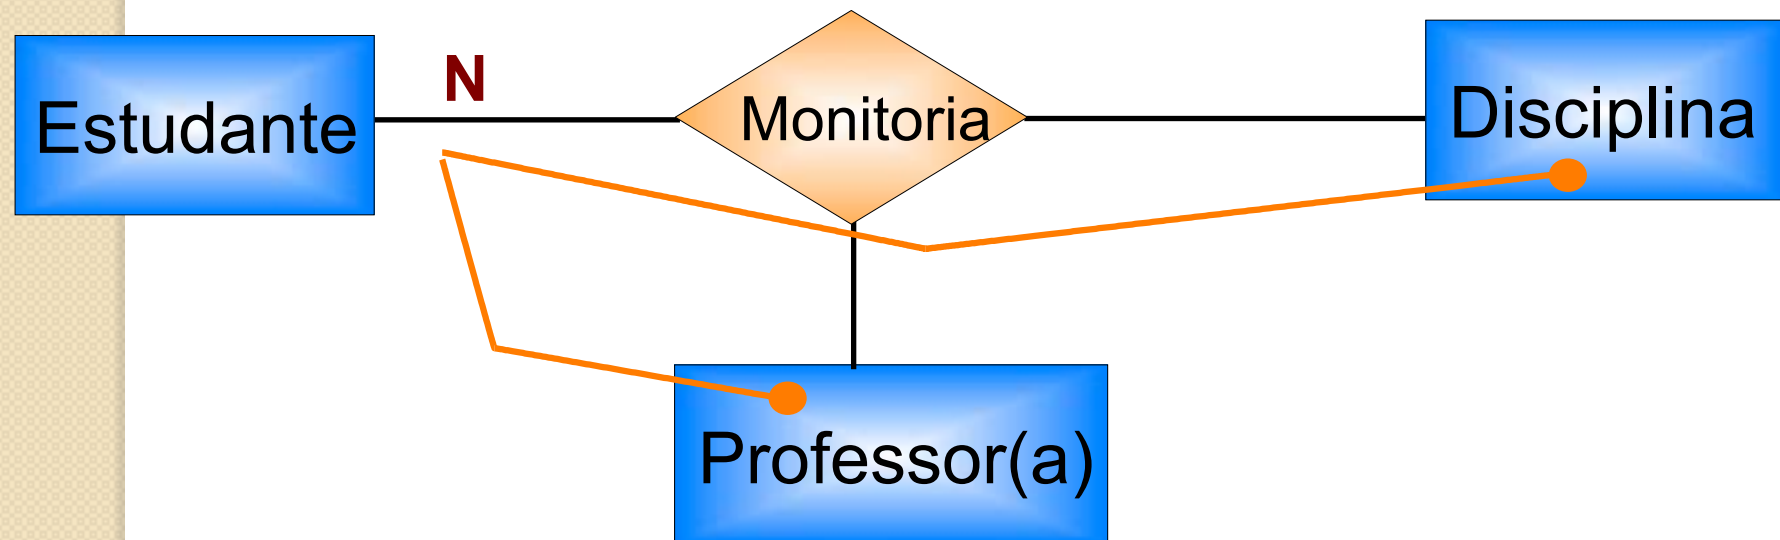 N
Estudante
Monitoria
Disciplina
Professor(a)